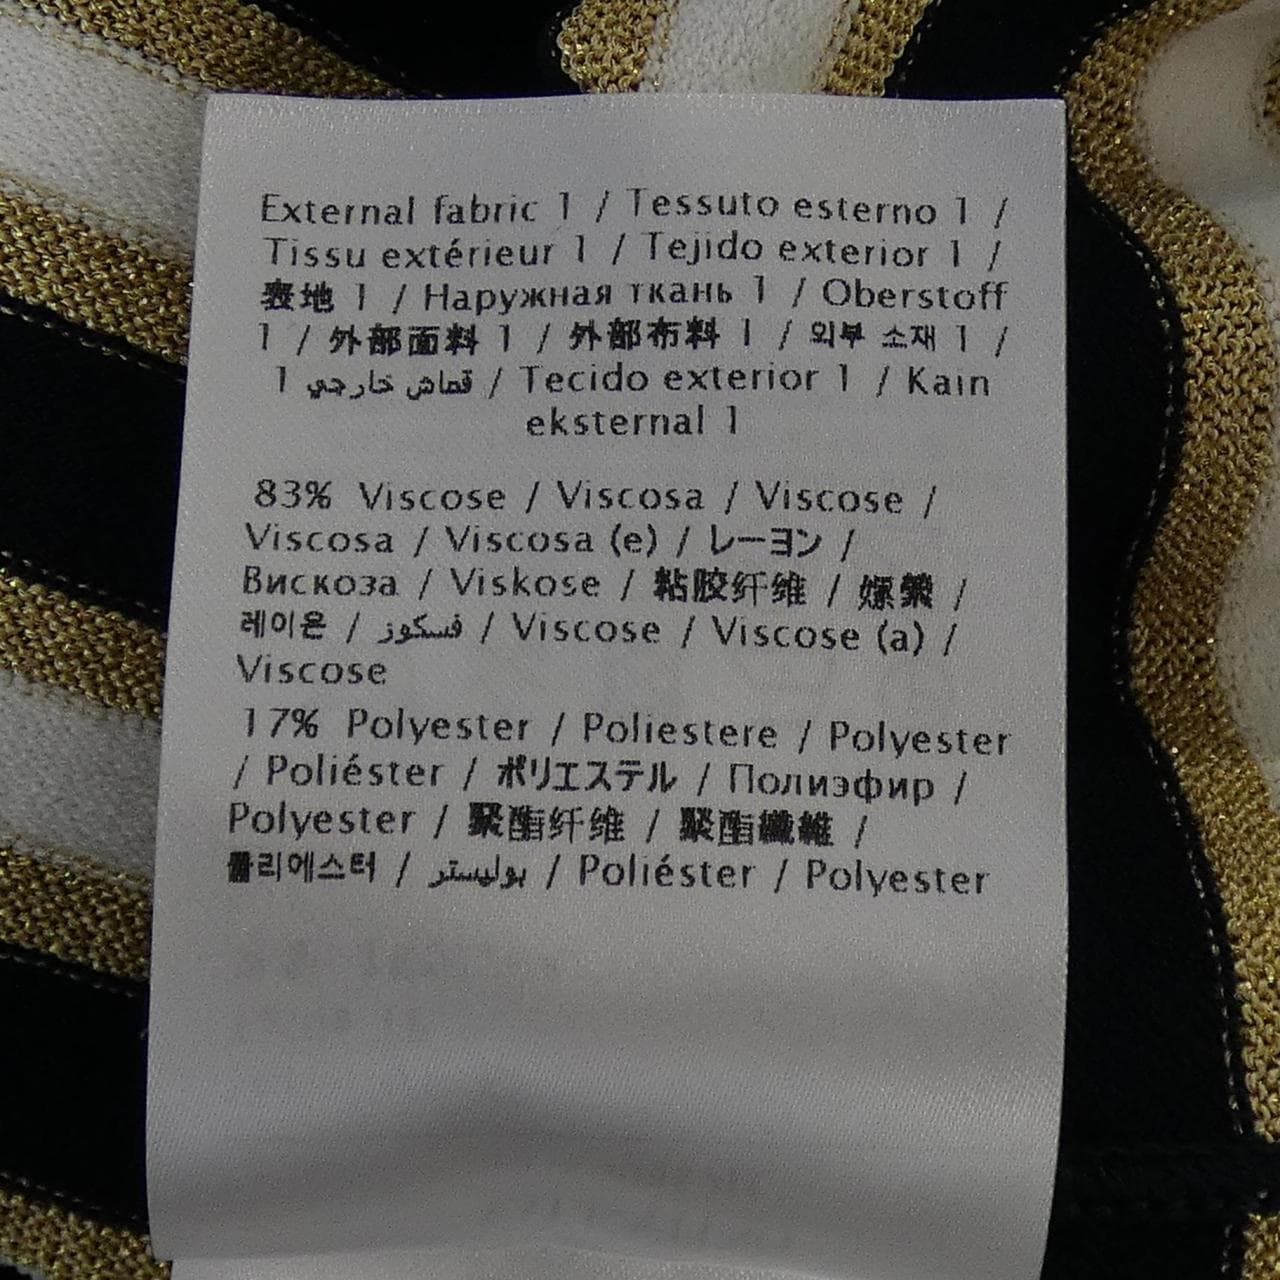 External fabric 1 / Tessuto esterno 1 /
Tissu extérieur 1 / Tejido exterior 1 /
表地 1 / Наружная ткань 1 / Oberstoff
1 / 外部面料 1 / 外部布料 1 / 외부 소재 1 /
قماش خارجي 1 / Tecido exterior 1 / Kain
eksternal 1
83% Viscose / Viscosa / Viscose /
Viscosa / Viscosa (e) / レーヨン /
Вискоза / Viskose / 粘胶纤维 / 嫘縈 /
레이온 / فسكوز / Viscose / Viscose (a) /
Viscose
17% Polyester / Poliestere / Polyester
/ Poliéster / ポリエステル / Полиэфир /
Polyester / 聚酯纤维 / 聚酯纖維 /
폴리에스터 / بوليستر / Poliéster / Polyester